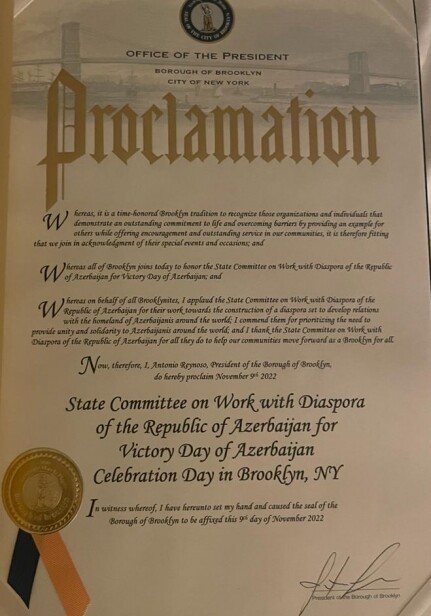 OFFICE OF THE PRESIDENT
BOROUGH OF BROOKLYN
CITY OF NEW YORK
Proclamation
Whereas, it is a time-honored Brooklyn tradition to recognize those organizations and individuals that
demonstrate an outstanding commitment to life and overcoming barriers by providing an example for
others while offering encouragement and outstanding service in our communities, it is therefore fitting
that we join in acknowledgment of their special events and occasions; and
Whereas all of Brooklyn joins today to honor the State Committee on Work with Diaspora of the Republic
of Azerbaijan for Victory Day of Azerbaijan; and
Whereas on behalf of all Brooklynites, I applaud the State Committee on Work with Diaspora of the
Republic of Azerbaijan for their work towards the construction of a diaspora set to develop relations
with the homeland of Azerbaijanis around the world; I commend them for prioritizing the need to
provide unity and solidarity to Azerbaijanis around the world; and I thank the State Committee on Work with
Diaspora of the Republic of Azerbaijan for all they do to help our communities move forward as a Brooklyn for all.
Now, therefore, I, Antonio Reynoso, President of the Borough of Brooklyn,
do hereby proclaim November 9th 2022
State Committee on Work with Diaspora
of the Republic of Azerbaijan for
Victory Day of Azerbaijan
Celebration Day in Brooklyn, NY
In witness whereof, I have hereunto set my hand and caused the seal of the
Borough of Brooklyn to be affixed this 9th day of November 2022
President of the Borough of Brooklyn